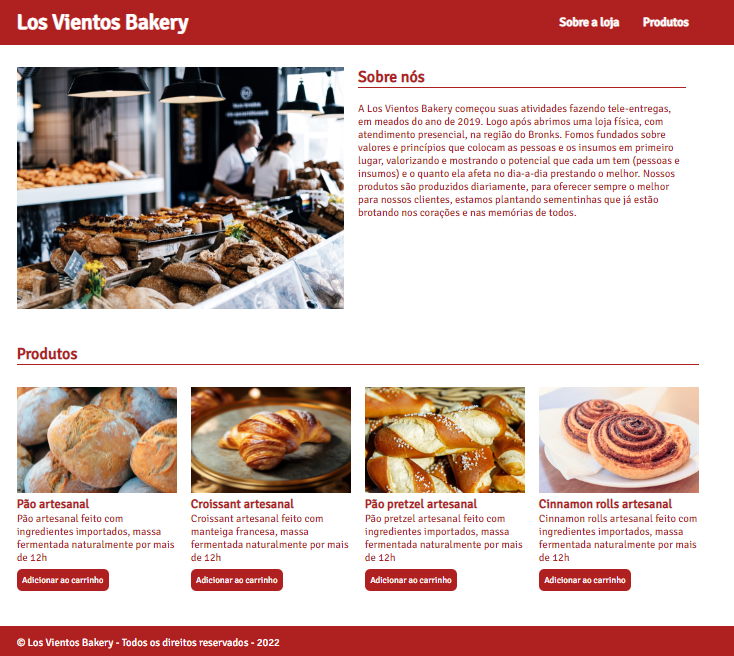 Los Vientos Bakery
Sobre a loja Produtos
Sobre nós
A Los Vientos Bakery começou suas atividades fazendo tele-entregas,
em meados do ano de 2019. Logo após abrimos uma loja física, com
atendimento presencial, na região do Bronks. Fomos fundados sobre
valores e princípios que colocam as pessoas e os insumos em primeiro
lugar, valorizando e mostrando o potencial que cada um tem (pessoas e
insumos) e o quanto ela afeta no dia-a-dia prestando o melhor. Nossos
produtos são produzidos diariamente, para oferecer sempre o melhor
para nossos clientes, estamos plantando sementinhas que já estão
brotando nos corações e nas memórias de todos.
Produtos
Pão artesanal
Pão artesanal feito com
ingredientes importados, massa
fermentada naturalmente por mais
de 12h
Adicionar ao carrinho
Croissant artesanal
Croissant artesanal feito com
manteiga francesa, massa
fermentada naturalmente por mais
de 12h
Adicionar ao carrinho
Pão pretzel artesanal
Pão pretzel artesanal feito com
ingredientes importados, massa
fermentada naturalmente por mais
de 12h
Adicionar ao carrinho
Cinnamon rolls artesanal
Cinnamon rolls artesanal feito com
ingredientes importados, massa
fermentada naturalmente por mais
de 12h
Adicionar ao carrinho
© Los Vientos Bakery - Todos os direitos reservados - 2022